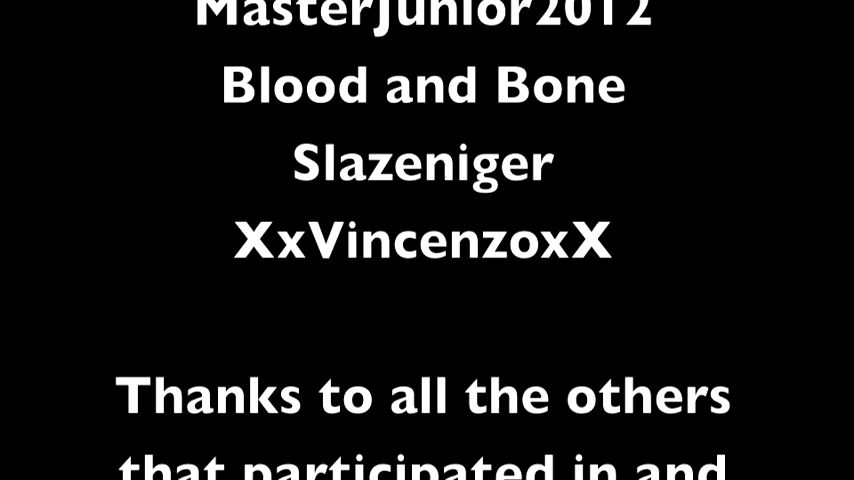 MasterJunior2012
Blood and Bone
Slazeniger
XxVincenzoxX
Thanks to all the others
that participated in and